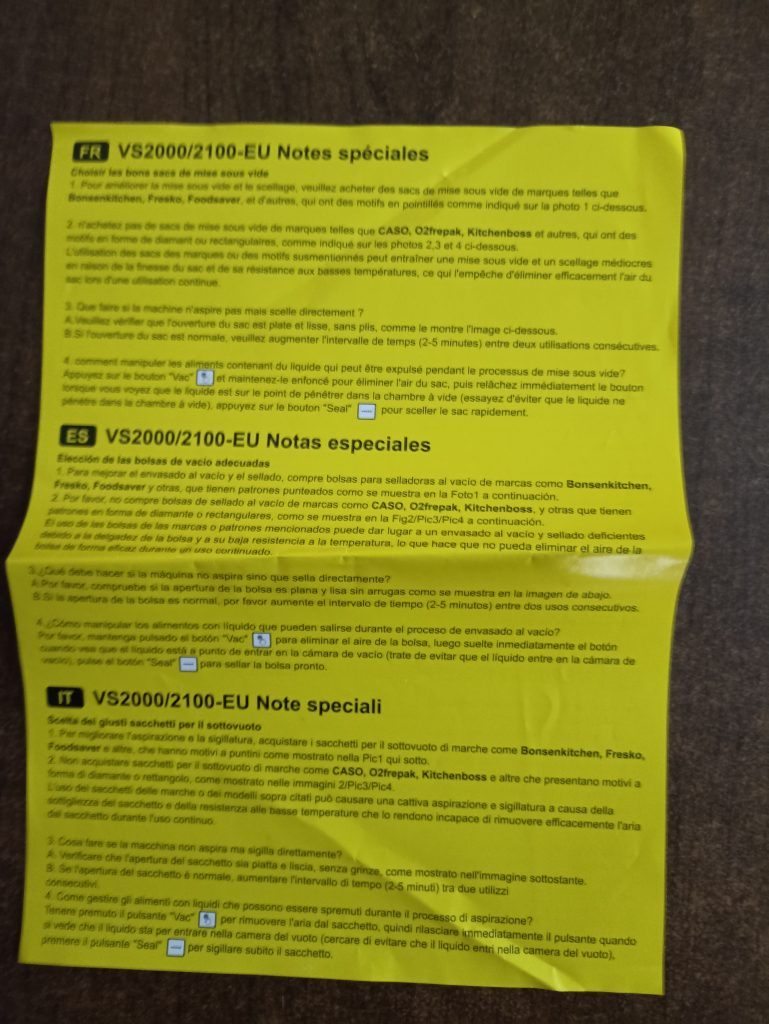 FR VS2000/2100-EU Notes spéciales
Choisir les bons sacs de mise sous vide
1. Pour améliorer la mise sous vide et le scellage, veuillez acheter des sacs de mise sous vide de marques telles que
Bonsenkitchen, Fresko, Foodsaver, et d'autres, qui ont des motifs en pointillés comme indiqué sur la photo 1 ci-dessous.
2. n'achetez pas de sacs de mise sous vide de marques telles que CASO, O2frepak, Kitchenboss et autres, qui ont des
motifs en forme de diamant ou rectangulaires, comme indiqué sur les photos 2,3 et 4 ci-dessous.
L'utilisation des sacs des marques ou des motifs susmentionnés peut entraîner une mise sous vide et un scellage médiocres
en raison de la finesse du sac et de sa résistance aux basses températures, ce qui l'empêche d'éliminer efficacement l'air du
sac lors d'une utilisation continue.
3. Que faire si la machine n'aspire pas mais scelle directement ?
A.Veuillez vérifier que l'ouverture du sac est plate et lisse, sans plis, comme le montre l'image ci-dessous.
B.Si l'ouverture du sac est normale, veuillez augmenter l'intervalle de temps (2-5 minutes) entre deux utilisations consécutives.
4. comment manipuler les aliments contenant du liquide qui peut être expulsé pendant le processus de mise sous vide?
Appuyez sur le bouton "Vac" et maintenez-le enfoncé pour éliminer l'air du sac, puis relâchez immédiatement le bouton
lorsque vous voyez que le liquide est sur le point de pénétrer dans la chambre à vide (essayez d'éviter que le liquide ne
pénètre dans la chambre à vide), appuyez sur le bouton "Seal" pour sceller le sac rapidement.
ES VS2000/2100-EU Notas especiales
Elección de las bolsas de vacío adecuadas
1. Para mejorar el envasado al vacío y el sellado, compre bolsas para selladoras al vacío de marcas como Bonsenkitchen,
Fresko, Foodsaver y otras, que tienen patrones punteados como se muestra en la Foto1 a continuación.
2. Por favor, no compre bolsas de sellado al vacío de marcas como CASO, O2frepak, Kitchenboss, y otras que tienen
patrones en forma de diamante o rectangulares, como se muestra en la Fig2/Pic3/Pic4 a continuación.
El uso de las bolsas de las marcas o patrones mencionados puede dar lugar a un envasado al vacío y sellado deficientes
debido a la delgadez de la bolsa y a su baja resistencia a la temperatura, lo que hace que no pueda eliminar el aire de la
bolsa de forma eficaz durante un uso continuado.
3.¿Qué debe hacer si la máquina no aspira sino que sella directamente?
A:Por favor, compruebe si la apertura de la bolsa es plana y lisa sin arrugas como se muestra en la imagen de abajo.
B:Si la apertura de la bolsa es normal, por favor aumente el intervalo de tiempo (2-5 minutos) entre dos usos consecutivos.
4.¿Cómo manipular los alimentos con líquido que pueden salirse durante el proceso de envasado al vacío?
Por favor, mantenga pulsado el botón "Vac" para eliminar el aire de la bolsa, luego suelte inmediatamente el botón
cuando vea que el líquido está a punto de entrar en la cámara de vacío (trate de evitar que el líquido entre en la cámara de
vacío), pulse el botón "Seal" para sellar la bolsa pronto.
IT VS2000/2100-EU Note speciali
Scelta dei giusti sacchetti per il sottovuoto
1. Per migliorare l'aspirazione e la sigillatura, acquistare i sacchetti per il sottovuoto di marche come Bonsenkitchen, Fresko,
Foodsaver e altre, che hanno motivi a puntini come mostrato nella Pic1 qui sotto.
2. Non acquistare sacchetti per il sottovuoto di marche come CASO, O2frepak, Kitchenboss e altre che presentano motivi a
forma di diamante o rettangolo, come mostrato nelle immagini 2/Pic3/Pic4.
L'uso dei sacchetti delle marche o dei modelli sopra citati può causare una cattiva aspirazione e sigillatura a causa della
sottigliezza del sacchetto e della resistenza alle basse temperature che lo rendono incapace di rimuovere efficacemente l'aria
dal sacchetto durante l'uso continuo.
3: Cosa fare se la macchina non aspira ma sigilla direttamente?
A: Verificare che l'apertura del sacchetto sia piatta e liscia, senza grinze, come mostrato nell'immagine sottostante.
B: Se l'apertura del sacchetto è normale, aumentare l'intervallo di tempo (2-5 minuti) tra due utilizzi
consecutivi.
4. Come gestire gli alimenti con liquidi che possono essere spremuti durante il processo di aspirazione?
Tenere premuto il pulsante "Vac" per rimuovere l'aria dal sacchetto, quindi rilasciare immediatamente il pulsante quando
si vede che il liquido sta per entrare nella camera del vuoto (cercare di evitare che il liquido entri nella camera del vuoto),
premere il pulsante "Seal" per sigillare subito il sacchetto.